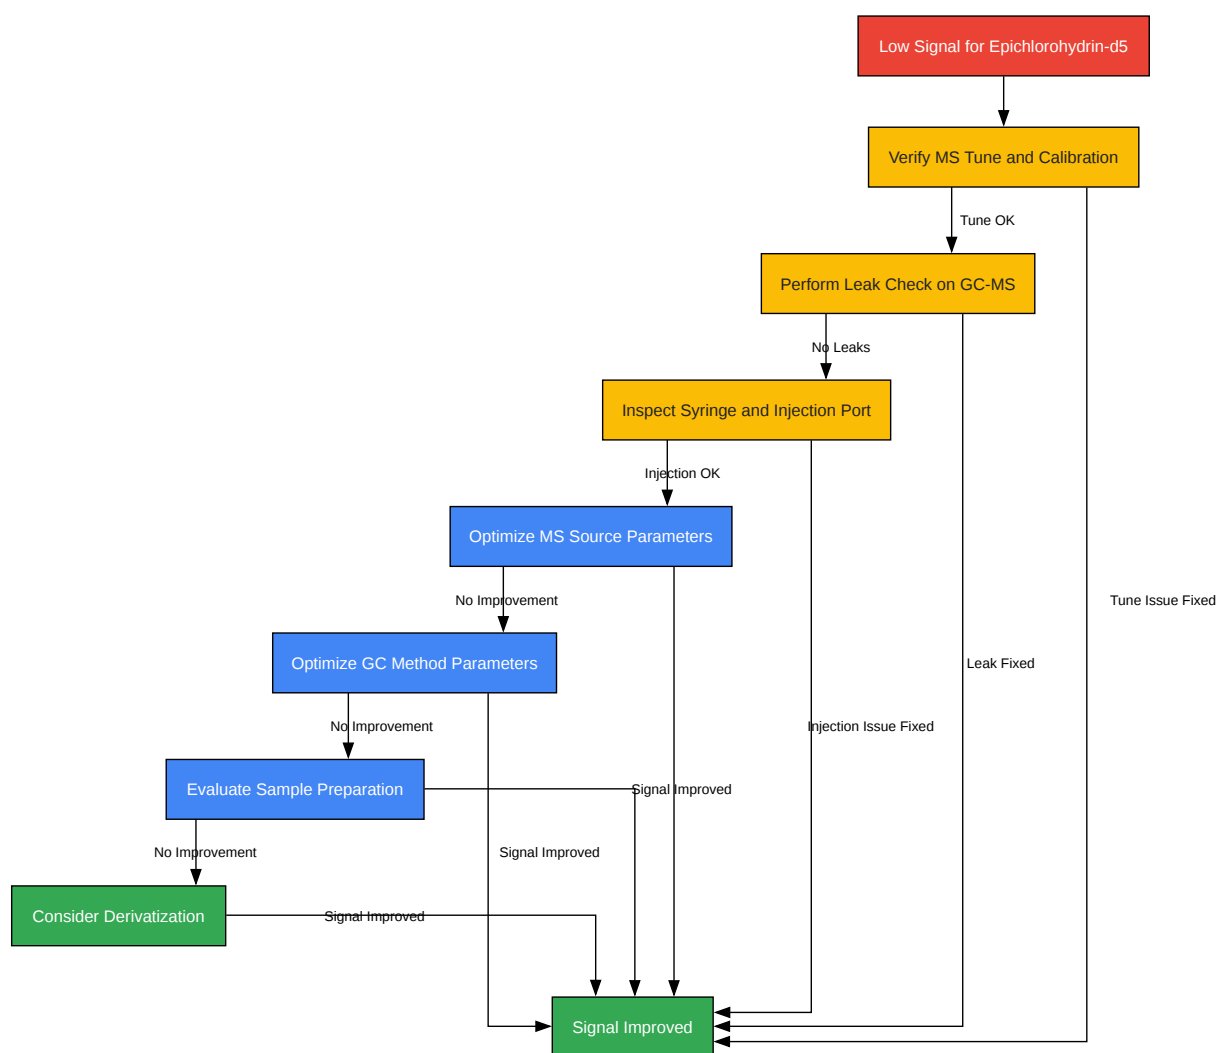 Low Signal for Epichlorohydrin-d5
Verify MS Tune and Calibration
Tune OK
Perform Leak Check on GC-MS
No Leaks
Inspect Syringe and Injection Port
Injection OK
Optimize MS Source Parameters
No Improvement
Tune Issue Fixed
Optimize GC Method Parameters
Leak Fixed
No Improvement
Injection Issue Fixed
Evaluate Sample Preparation
Signal Improved
No Improvement
Signal Improved
Consider Derivatization
Signal Improved
Signal Improved